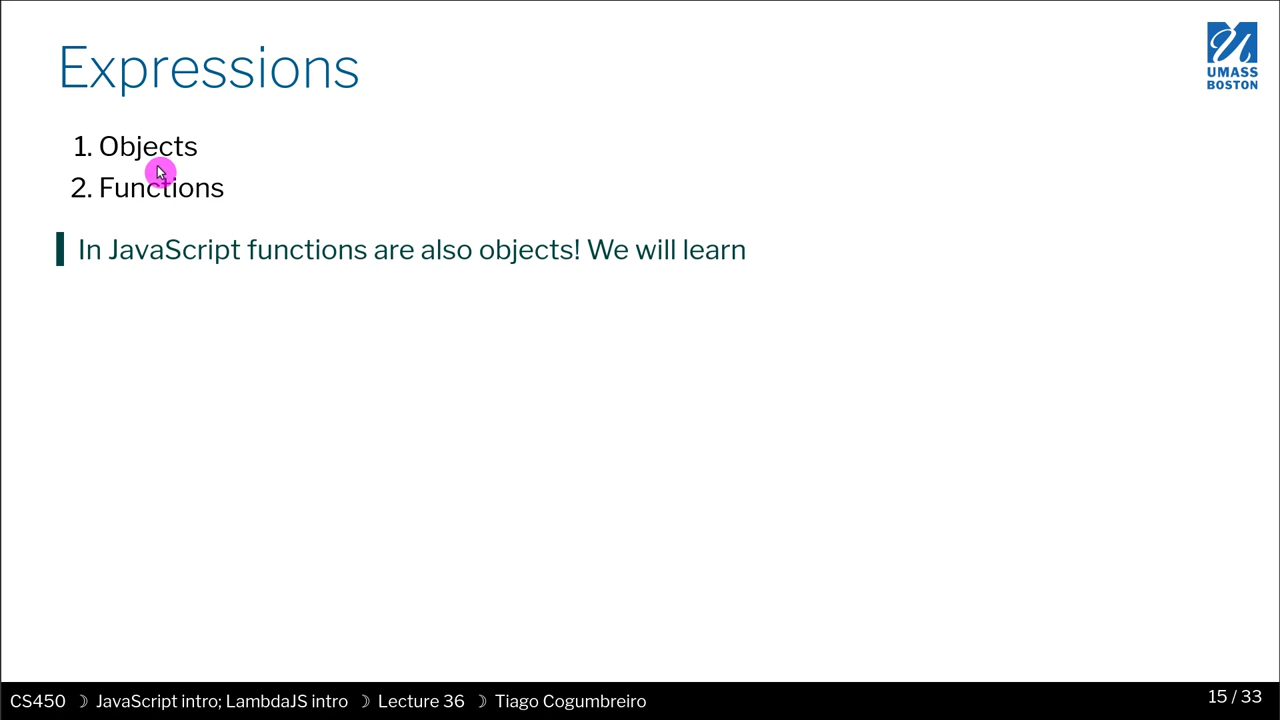 Expressions
UMASS
BOSTON
1. Objects
2. Functions
In JavaScript functions are also objects! We will learn
CS450 ☽ JavaScript intro; LambdaJS intro ☽ Lecture 36 ☽ Tiago Cogumbreiro
15 / 33